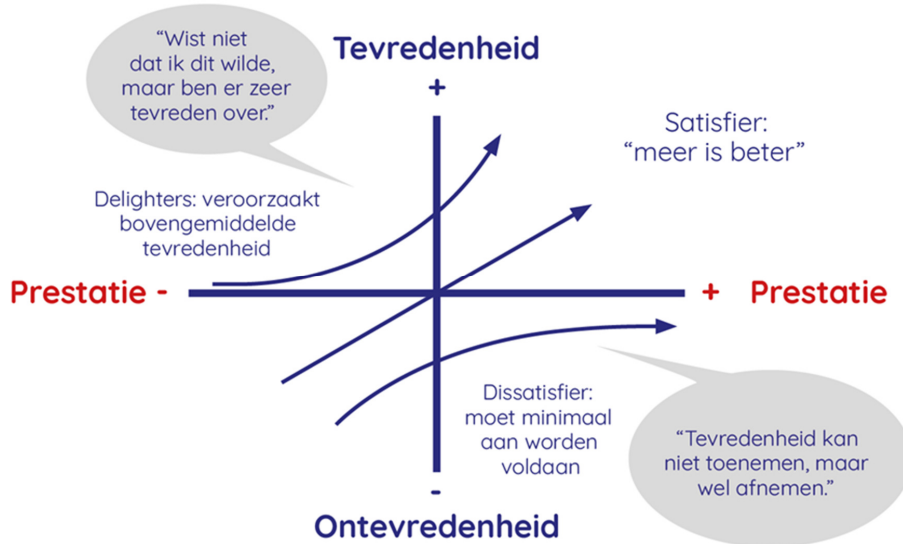 “Wist niet
dat ik dit wilde,
maar ben er zeer
tevreden over.”
Tevredenheid
+
Satisfier:
“meer is beter”
Delighters: veroorzaakt
bovengemiddelde
tevredenheid
Prestatie -
+ Prestatie
Dissatisfier:
moet minimaal
aan worden
voldaan
“Tevredenheid kan
niet toenemen, maar
wel afnemen.”
-
Ontevredenheid